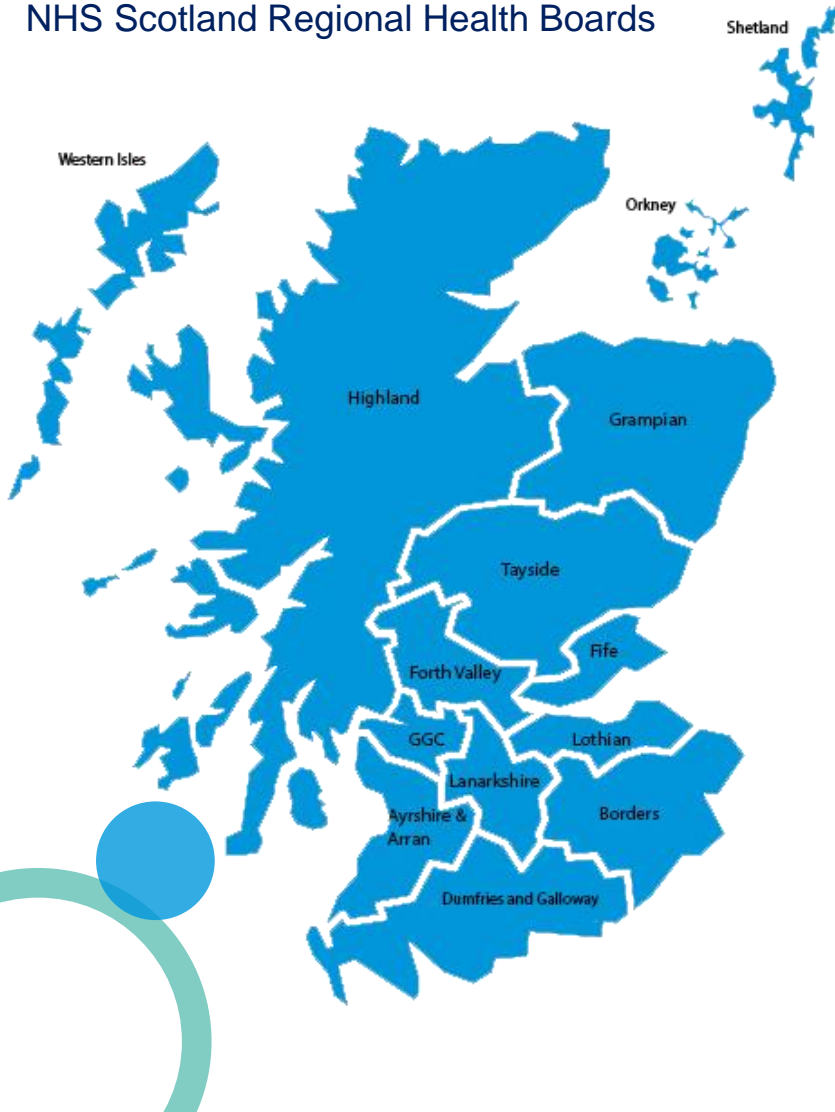 NHS Scotland Regional Health Boards
Shetland
Western Isles
Orkney
Highland
Grampian
Tayside
Fife
Forth Valley
GGC
Lothian
Lanarkshire
Ayrshire &
Arran
Borders
Dumfries and Galloway